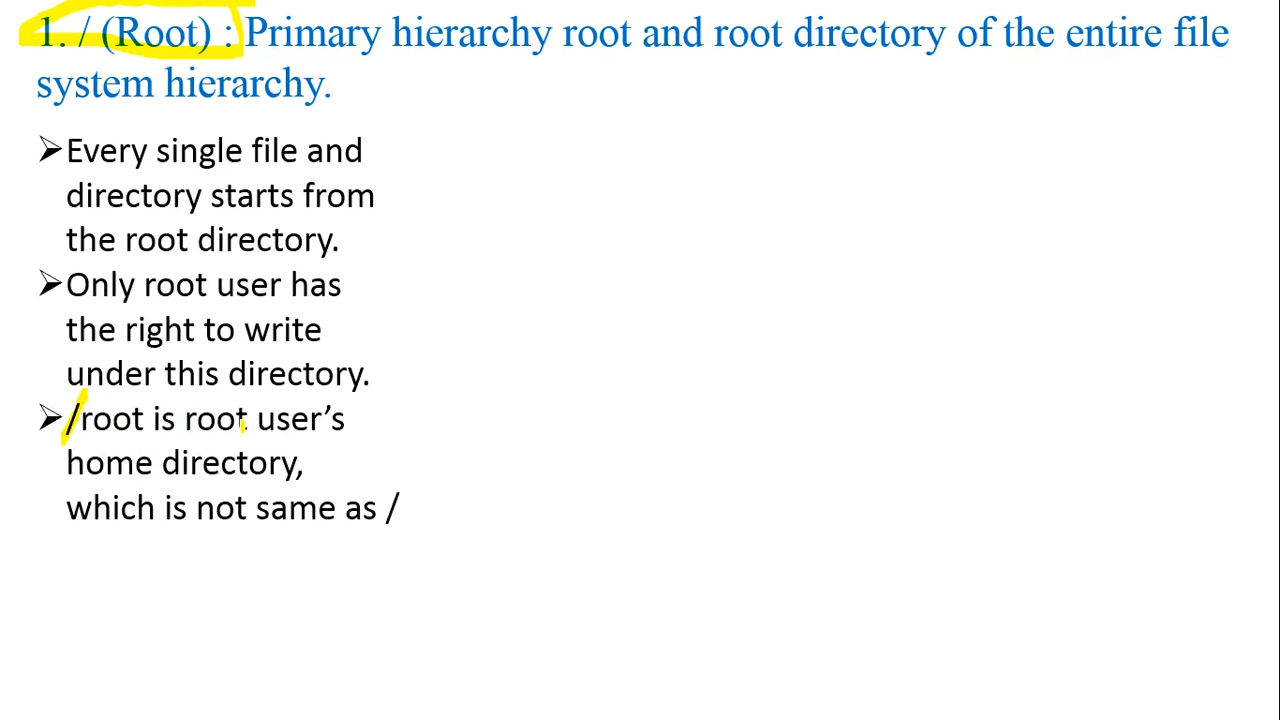 1. / (Root) : Primary hierarchy root and root directory of the entire file
system hierarchy.
➢Every single file and
directory starts from
the root directory.
➢Only root user has
the right to write
under this directory.
➢/root is root user’s
home directory,
which is not same as /